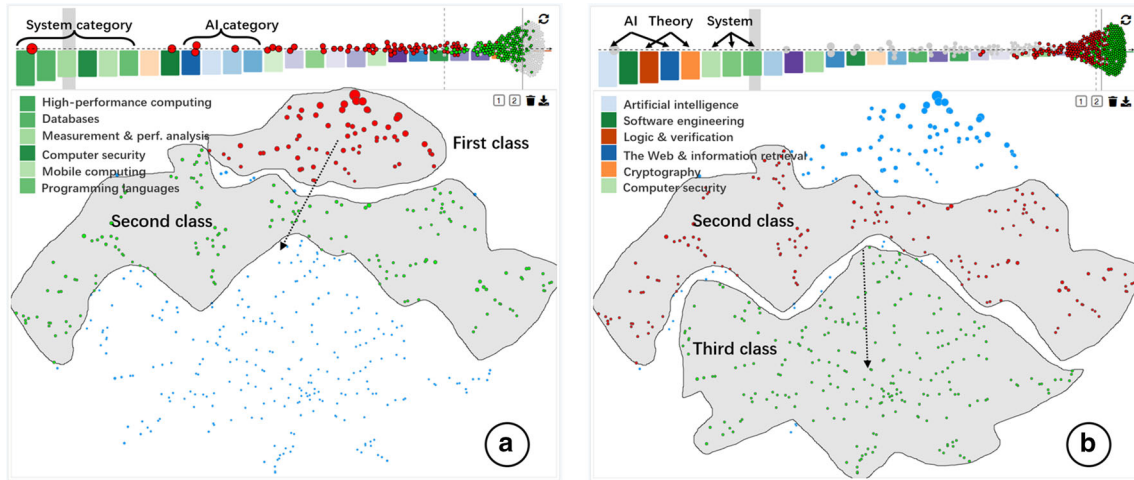 System category
AI category
High-performance computing
Databases
Measurement & perf. analysis
Computer security
Mobile computing
Programming languages
First class
Second class
1 2
a
AI Theory System
Artificial intelligence
Software engineering
Logic & verification
The Web & information retrieval
Cryptography
Computer security
Second class
Third class
1 2
b